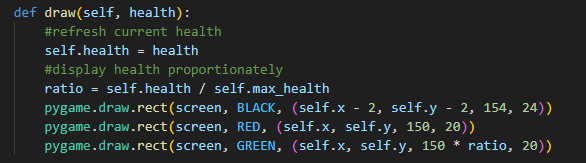 def draw(self, health):
#refresh current health
self.health = health
#display health proportionately
ratio = self.health / self.max_health
pygame.draw.rect(screen, BLACK, (self.x - 2, self.y - 2, 154, 24))
pygame.draw.rect(screen, RED, (self.x, self.y, 150, 20))
pygame.draw.rect(screen, GREEN, (self.x, self.y, 150 * ratio, 20))